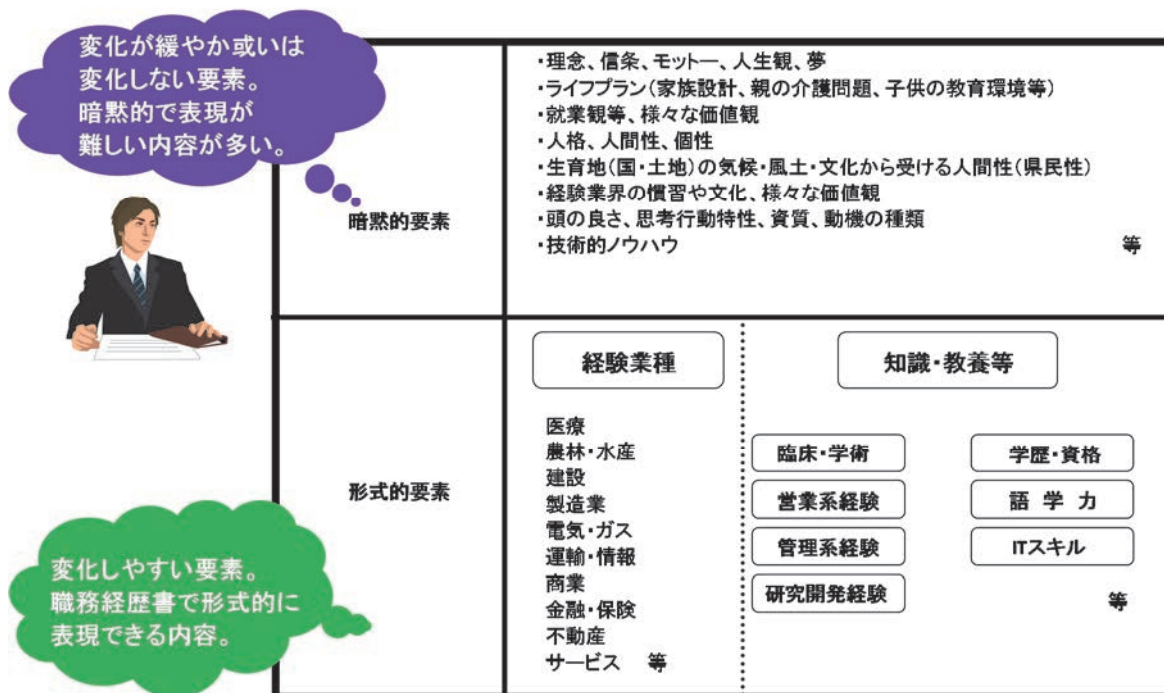 変化が緩やか或いは
変化しない要素。
暗黙的で表現が
難しい内容が多い。
暗黙的要素
・理念、信条、モットー、人生観、夢
・ライフプラン(家族設計、親の介護問題、子供の教育環境等)
・就業観等、様々な価値観
・人格、人間性、個性
・生育地(国・土地)の気候・風土・文化から受ける人間性(県民性)
・経験業界の慣習や文化、様々な価値観
・頭の良さ、思考行動特性、資質、動機の種類
・技術的ノウハウ 等
形式的要素
経験業種
医療
農林・水産
建設
製造業
電気・ガス
運輸・情報
商業
金融・保険
不動産
サービス 等
知識・教養等
臨床・学術
営業系経験
管理系経験
研究開発経験
学歴・資格
語 学 力
ITスキル
等
変化しやすい要素。
職務経歴書で形式的に
表現できる内容。